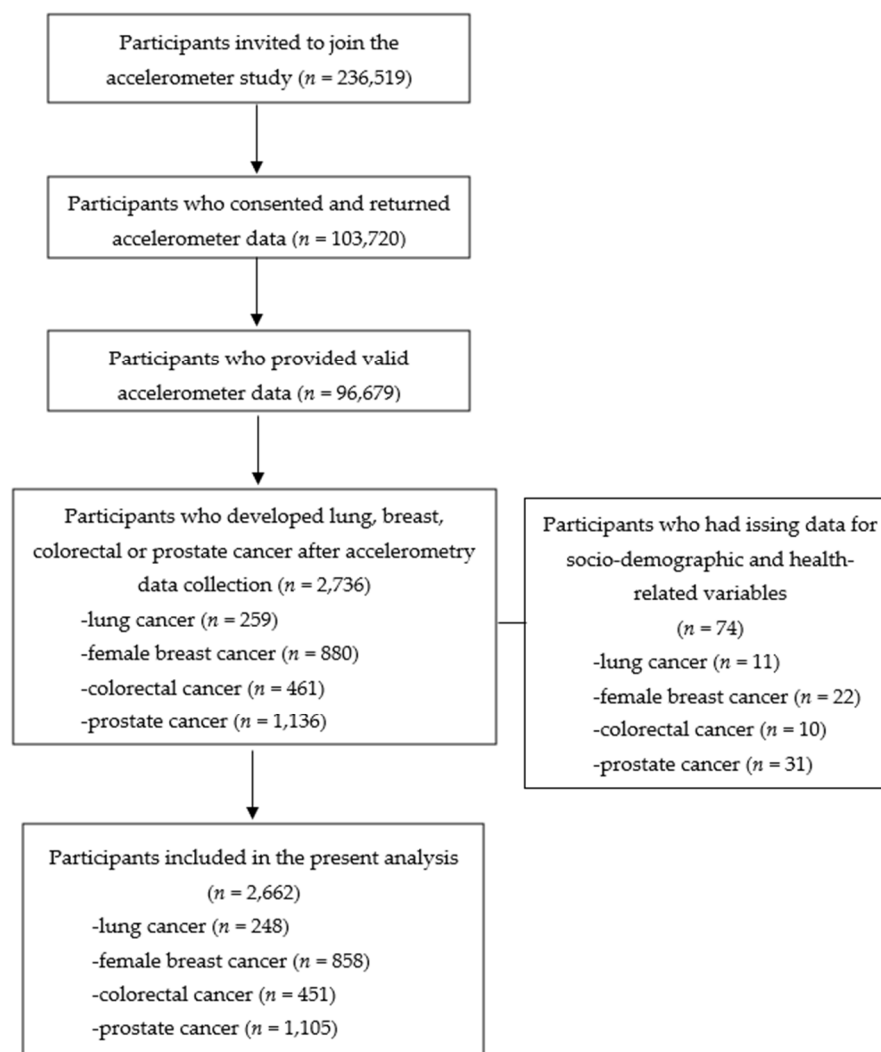 Participants invited to join the
accelerometer study (n = 236,519)
Participants who consented and returned
accelerometer data (n = 103,720)
Participants who provided valid
accelerometer data (n = 96,679)
Participants who developed lung, breast,
colorectal or prostate cancer after accelerometry
data collection (n = 2,736)
-lung cancer (n = 259)
-female breast cancer (n = 880)
-colorectal cancer (n = 461)
-prostate cancer (n = 1,136)
Participants who had issing data for
socio-demographic and health-
related variables
(n = 74)
-lung cancer (n = 11)
-female breast cancer (n = 22)
-colorectal cancer (n = 10)
-prostate cancer (n = 31)
Participants included in the present analysis
(n = 2,662)
-lung cancer (n = 248)
-female breast cancer (n = 858)
-colorectal cancer (n = 451)
-prostate cancer (n = 1,105)